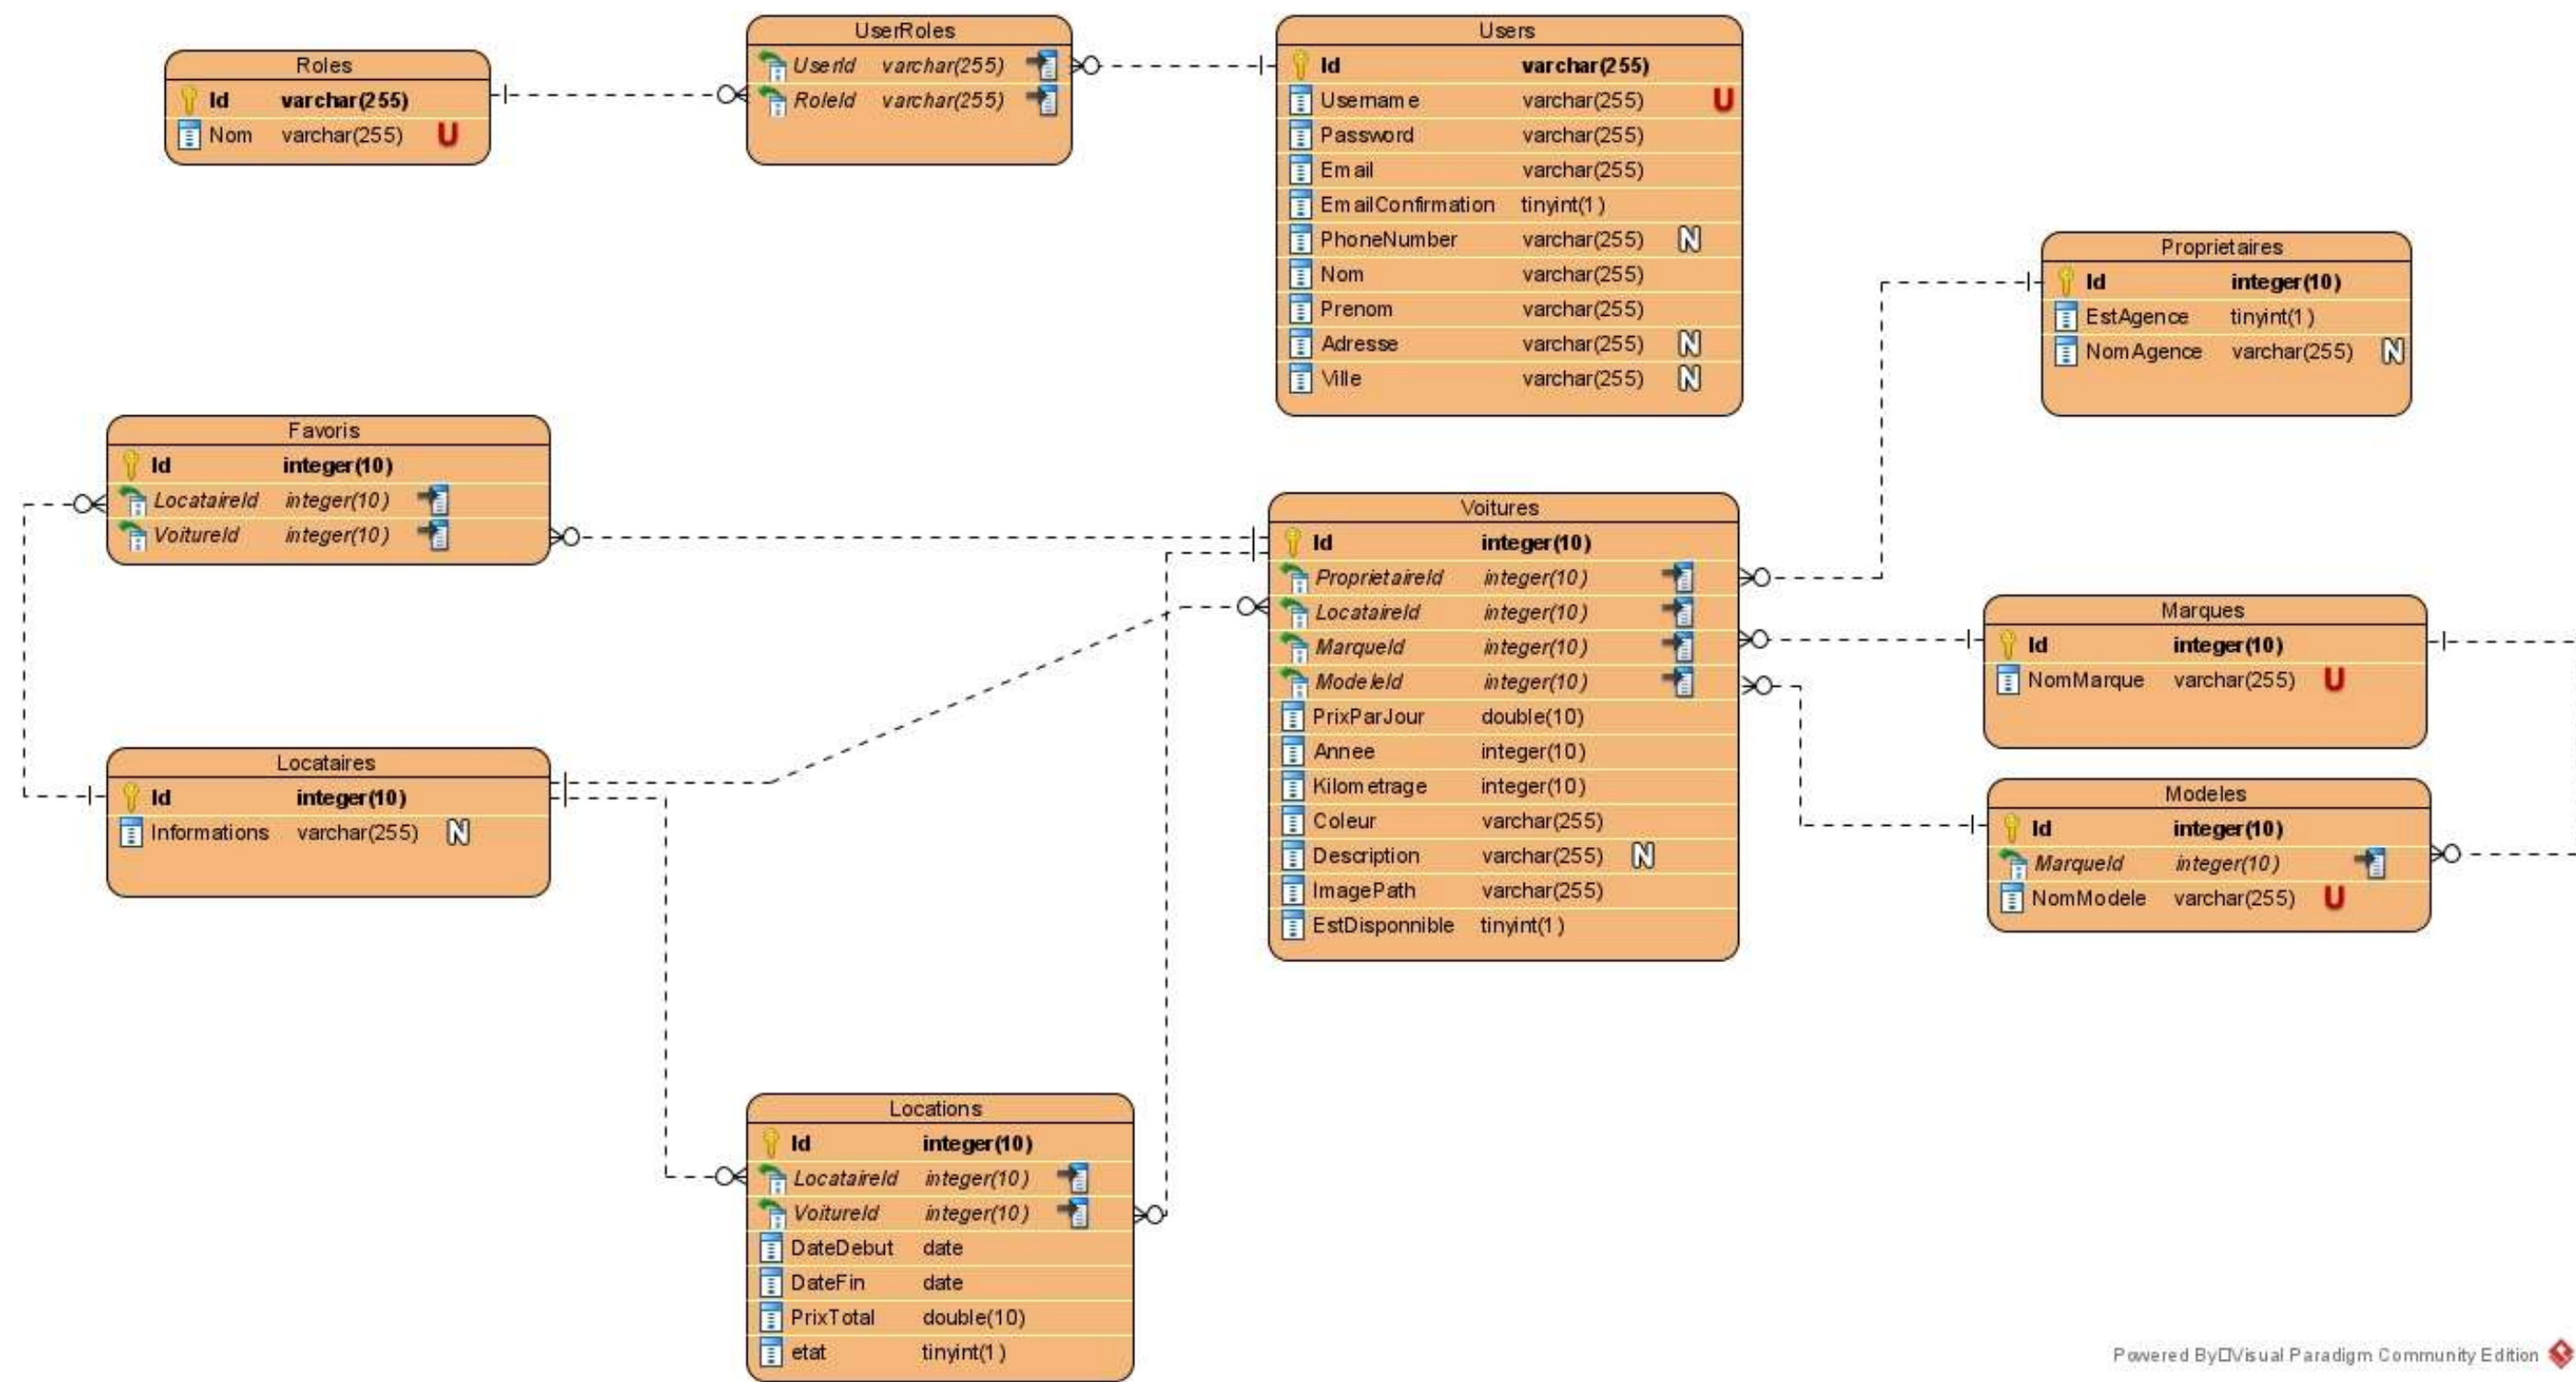 Roles
Id varchar(255)
Nom varchar(255) U
UserRoles
UserId varchar(255)
RoleId varchar(255)
Users
Id varchar(255)
Username varchar(255) U
Password varchar(255)
Email varchar(255)
EmailConfirmation tinyint(1)
PhoneNumber varchar(255) N
Nom varchar(255)
Prenom varchar(255)
Adresse varchar(255) N
Ville varchar(255) N
Proprietaires
Id integer(10)
EstAgence tinyint(1)
NomAgence varchar(255) N
Favoris
Id integer(10)
LocataireId integer(10)
VoitureId integer(10)
Voitures
Id integer(10)
ProprietaireId integer(10)
LocataireId integer(10)
MarqueId integer(10)
ModeleId integer(10)
PrixParJour double(10)
Annee integer(10)
Kilometrage integer(10)
Coleur varchar(255)
Description varchar(255) N
ImagePath varchar(255)
EstDisponnible tinyint(1)
Marques
Id integer(10)
NomMarque varchar(255) U
Locataires
Id integer(10)
Informations varchar(255) N
Modeles
Id integer(10)
MarqueId integer(10)
NomModele varchar(255) U
Locations
Id integer(10)
LocataireId integer(10)
VoitureId integer(10)
DateDebut date
DateFin date
PrixTotal double(10)
etat tinyint(1)
Powered By□Visual Paradigm Community Edition